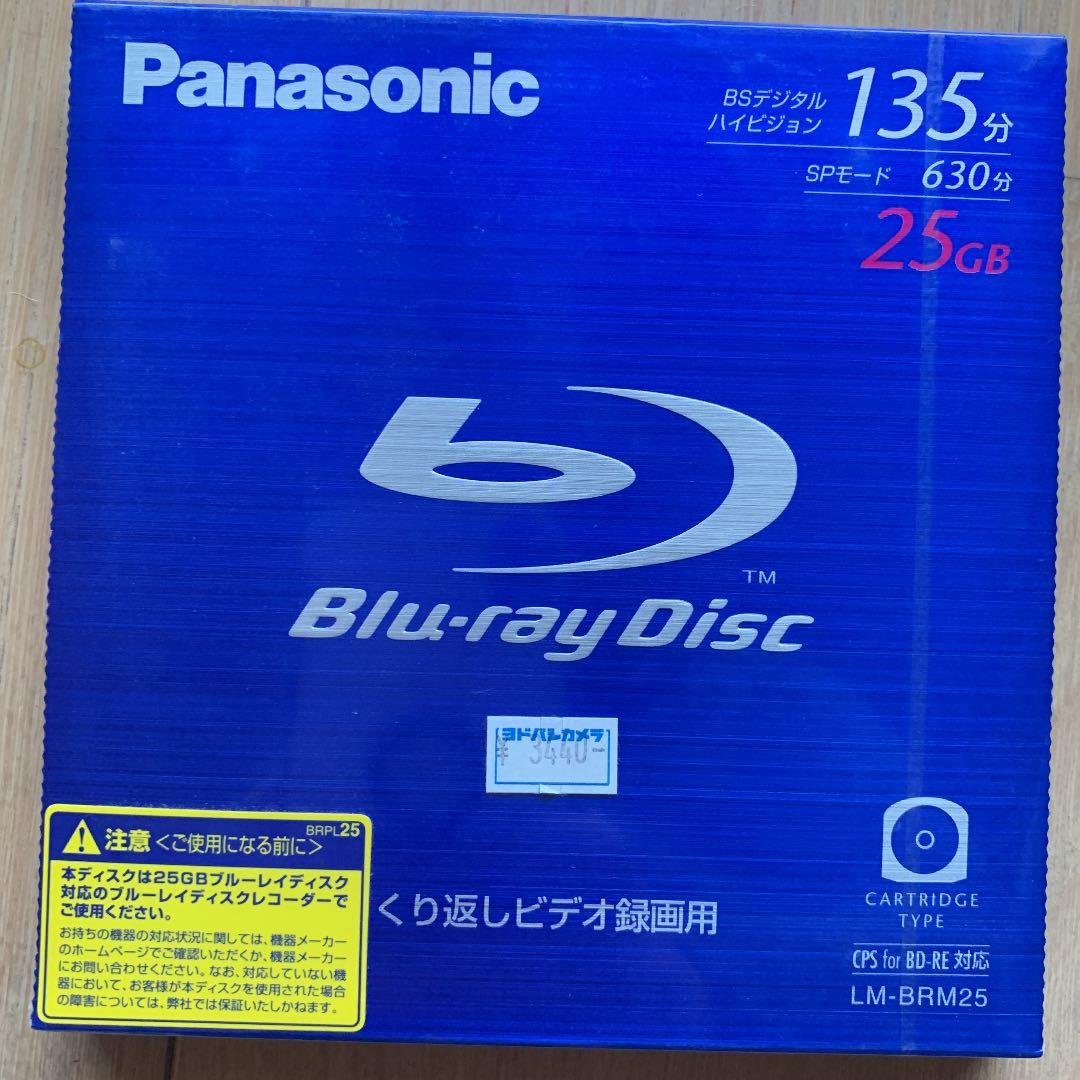 Panasonic
BSデジタル
ハイビジョン 135分
SPモード 630分
25GB
TM
Blu-ray Disc
ヨドバシカメラ
¥ 3440-
BRPL25
注意 <ご使用になる前に>
本ディスクは25GBブルーレイディスク
対応のブルーレイディスクレコーダーで
ご使用ください。
お持ちの機器の対応状況に関しては、機器メーカー
のホームページでご確認いただくか、機器メーカー
にお問い合わせください。なお、対応していない機
器において、お客様が本ディスクを使用された場合
の障害については、弊社では保証いたしかねます。
くり返しビデオ録画用
CARTRIDGE
TYPE
CPS for BD-RE 対応
LM-BRM25